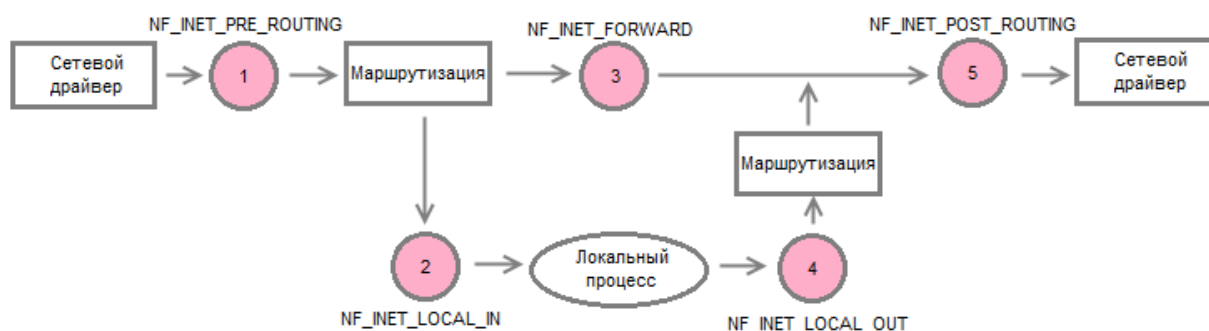 NF_INET_PRE_ROUTING
NF_INET_FORWARD
NF_INET_POST_ROUTING
Сетевой
драйвер
1
Маршрутизация
3
5
Сетевой
драйвер
Маршрутизация
2
Локальный
процесс
4
NF_INET_LOCAL_IN
NF_INET_LOCAL_OUT